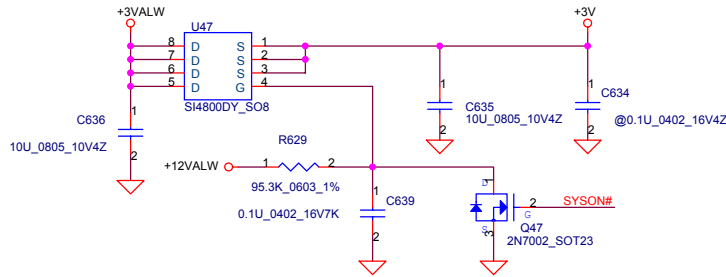 +3VALW
+3V
U47
8 D S 1
7 D S 2
6 D S 3
5 D G 4
SI4800DY_SO8
C636
1
10U_0805_10V4Z
2
1
C635
10U_0805_10V4Z
2
1
C634
@0.1U_0402_16V4Z
2
R629
+12VALW
1 2
95.3K_0603_1%
1
C639
0.1U_0402_16V7K
2
D 1
2
G
S 3
SYSON#
Q47
2N7002_SOT23